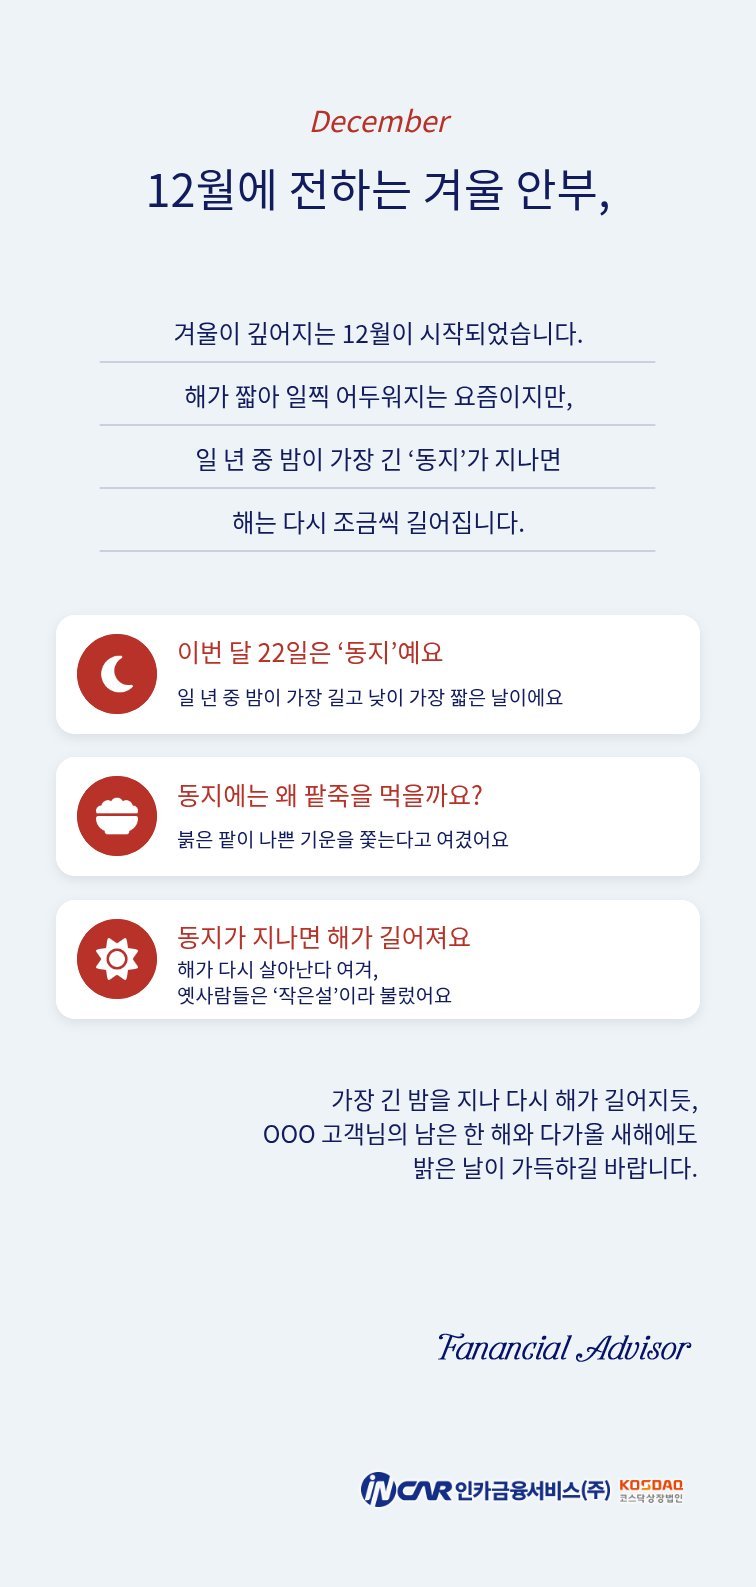 December
12월에 전하는 겨울 안부,
겨울이 깊어지는 12월이 시작되었습니다.
해가 짧아 일찍 어두워지는 요즘이지만,
일 년 중 밤이 가장 긴 ‘동지’가 지나면
해는 다시 조금씩 길어집니다.
이번 달 22일은 ‘동지’예요
일 년 중 밤이 가장 길고 낮이 가장 짧은 날이에요
동지에는 왜 팥죽을 먹을까요?
붉은 팥이 나쁜 기운을 쫓는다고 여겼어요
동지가 지나면 해가 길어져요
해가 다시 살아난다 여겨,
옛사람들은 ‘작은설’이라 불렀어요
가장 긴 밤을 지나 다시 해가 길어지듯,
OOO 고객님의 남은 한 해와 다가올 새해에도
밝은 날이 가득하길 바랍니다.
Fanancial Advisor
iNCAR 인카금융서비스(주) KOSDAQ
코스닥상장법인